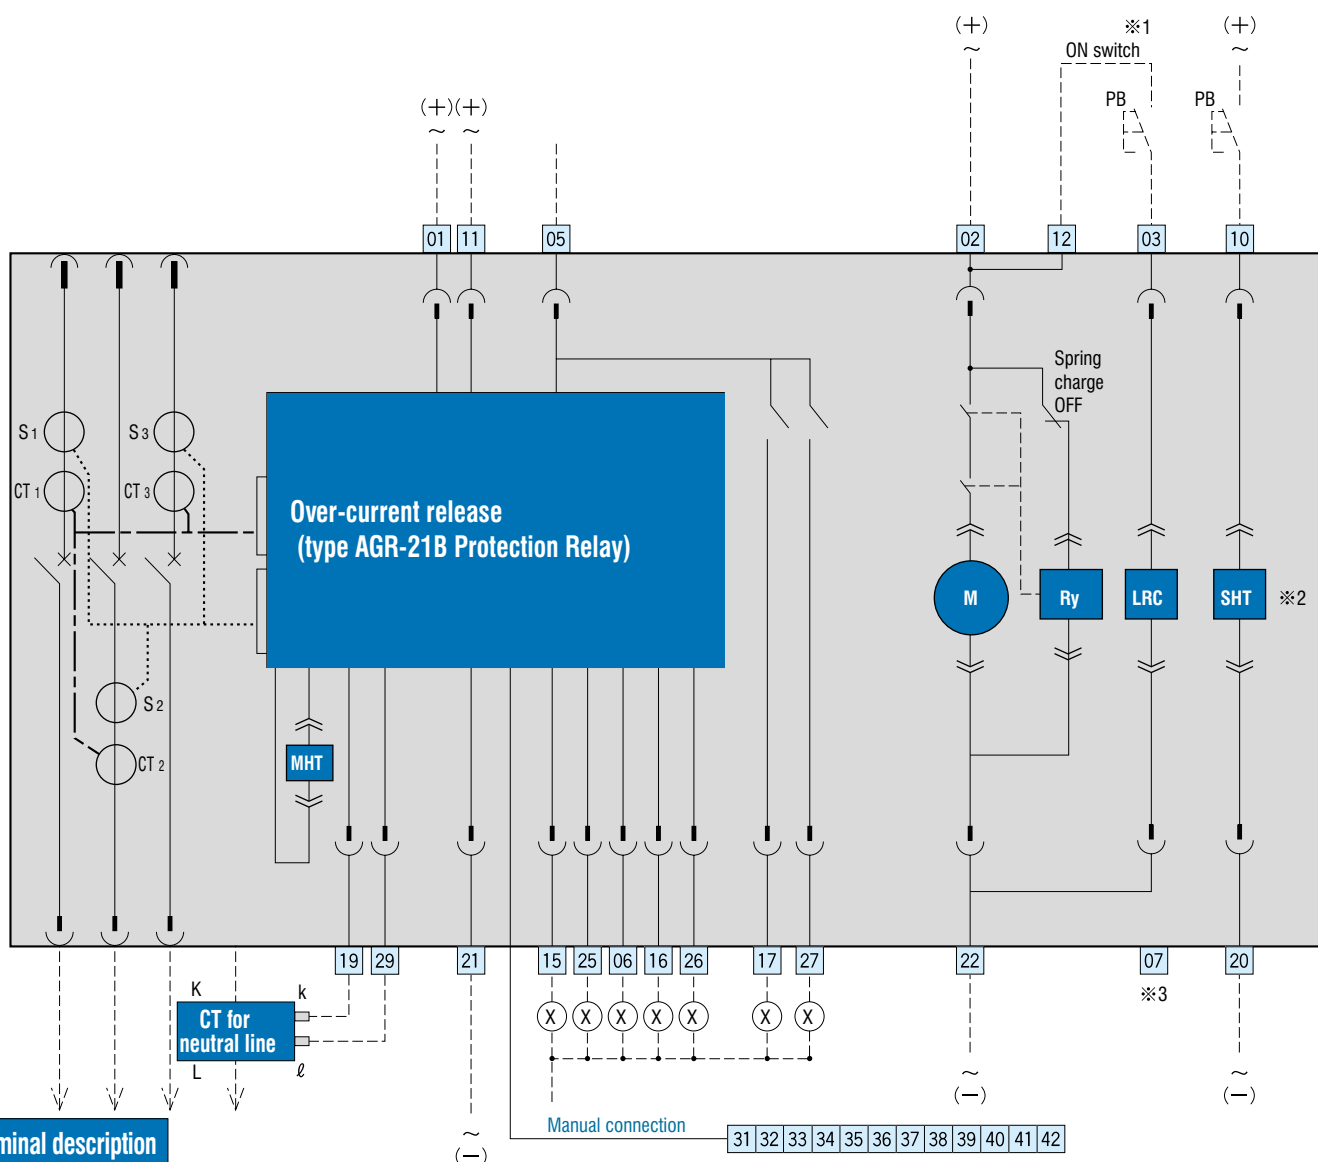 (+)
~
※1
ON switch
(+)
~
PB
PB
(+)
(+)
~
~
01
11
05
02
12
03
10
Spring
charge
OFF
S1
S3
CT1
CT3
Over-current release
(type AGR-21B Protection Relay)
M
Ry
LRC
SHT
※2
S2
CT2
MHT
19
29
21
15
25
06
16
26
17
27
22
07
20
※3
K
k
CT for
neutral line
L
ℓ
X
X
X
X
X
X
X
~
(−)
~
(−)
~
(−)
Manual connection
31 32 33 34 35 36 37 38 39 40 41 42
minal description